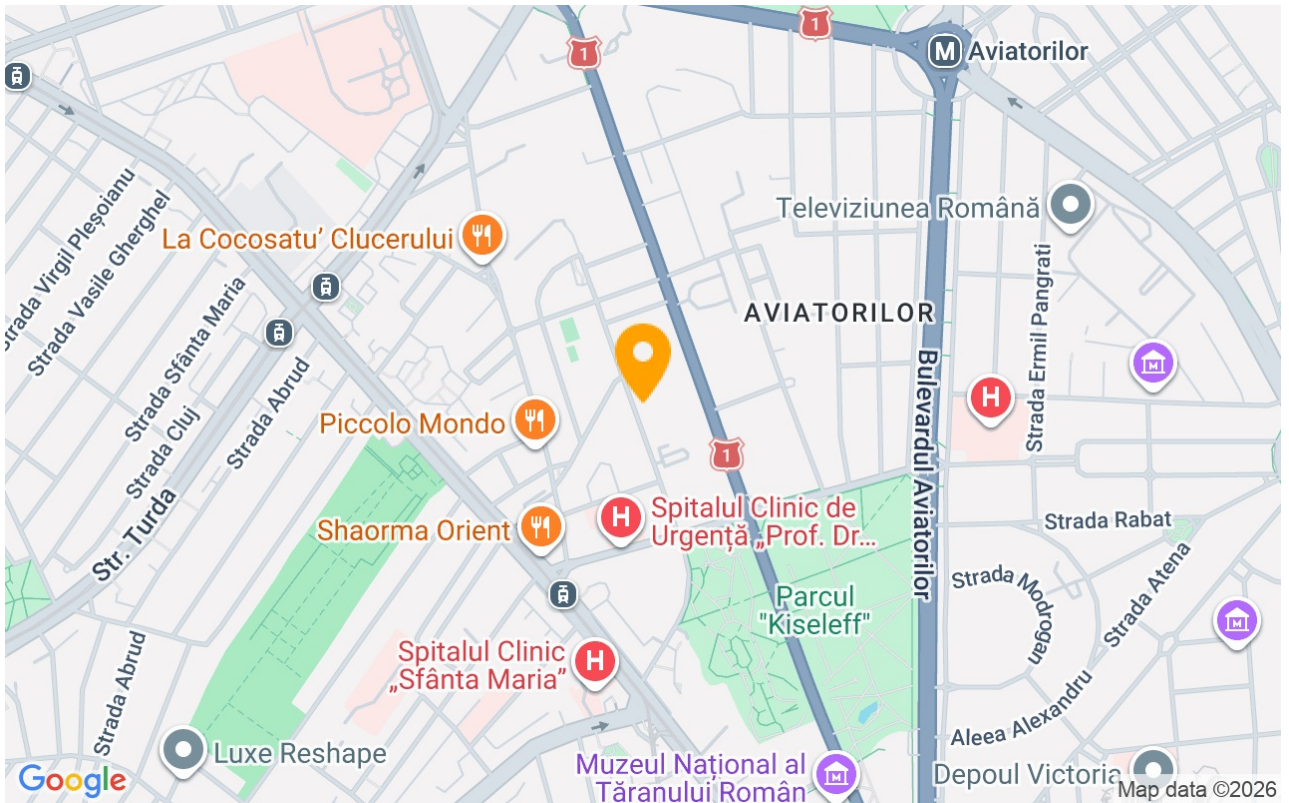 1
1
M
Aviatorilor
Strada Virgil Pleșoianu
Strada Vasile Gherghel
Televiziunea Română
La Cocosatu' Clucerului
Strada Sfânta Maria
Strada Ermil Pangrati
AVIATORILOR
Strada Cluj
Strada Abrud
Bulevardul Aviatorilor
M
H
Piccolo Mondo
1
Str. Turda
H
Spitalul Clinic de
Urgență „Prof. Dr...
Shaorma Orient
Strada Rabat
Strada Atena
Strada Modrogan
Parcul
"Kiseleff"
M
Spitalul Clinic
„Sfânta Maria”
H
Strada Abrud
Aleea Alexandru
Luxe Reshape
Muzeul Național al
Țăranului Român
M
Depoul Victoria
Google
Map data ©2026